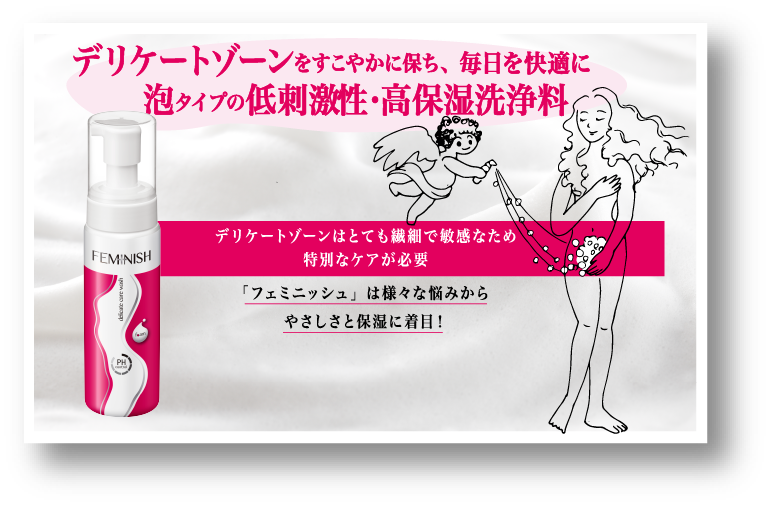 デリケートゾーンをすこやかに保ち、毎日を快適に
泡タイプの低刺激性・高保湿洗浄料
デリケートゾーンはとても繊細で敏感なため
特別なケアが必要
「フェミニッシュ」は様々な悩みから
やさしさと保湿に着目！
FEMINISH
delicate care wash
PH